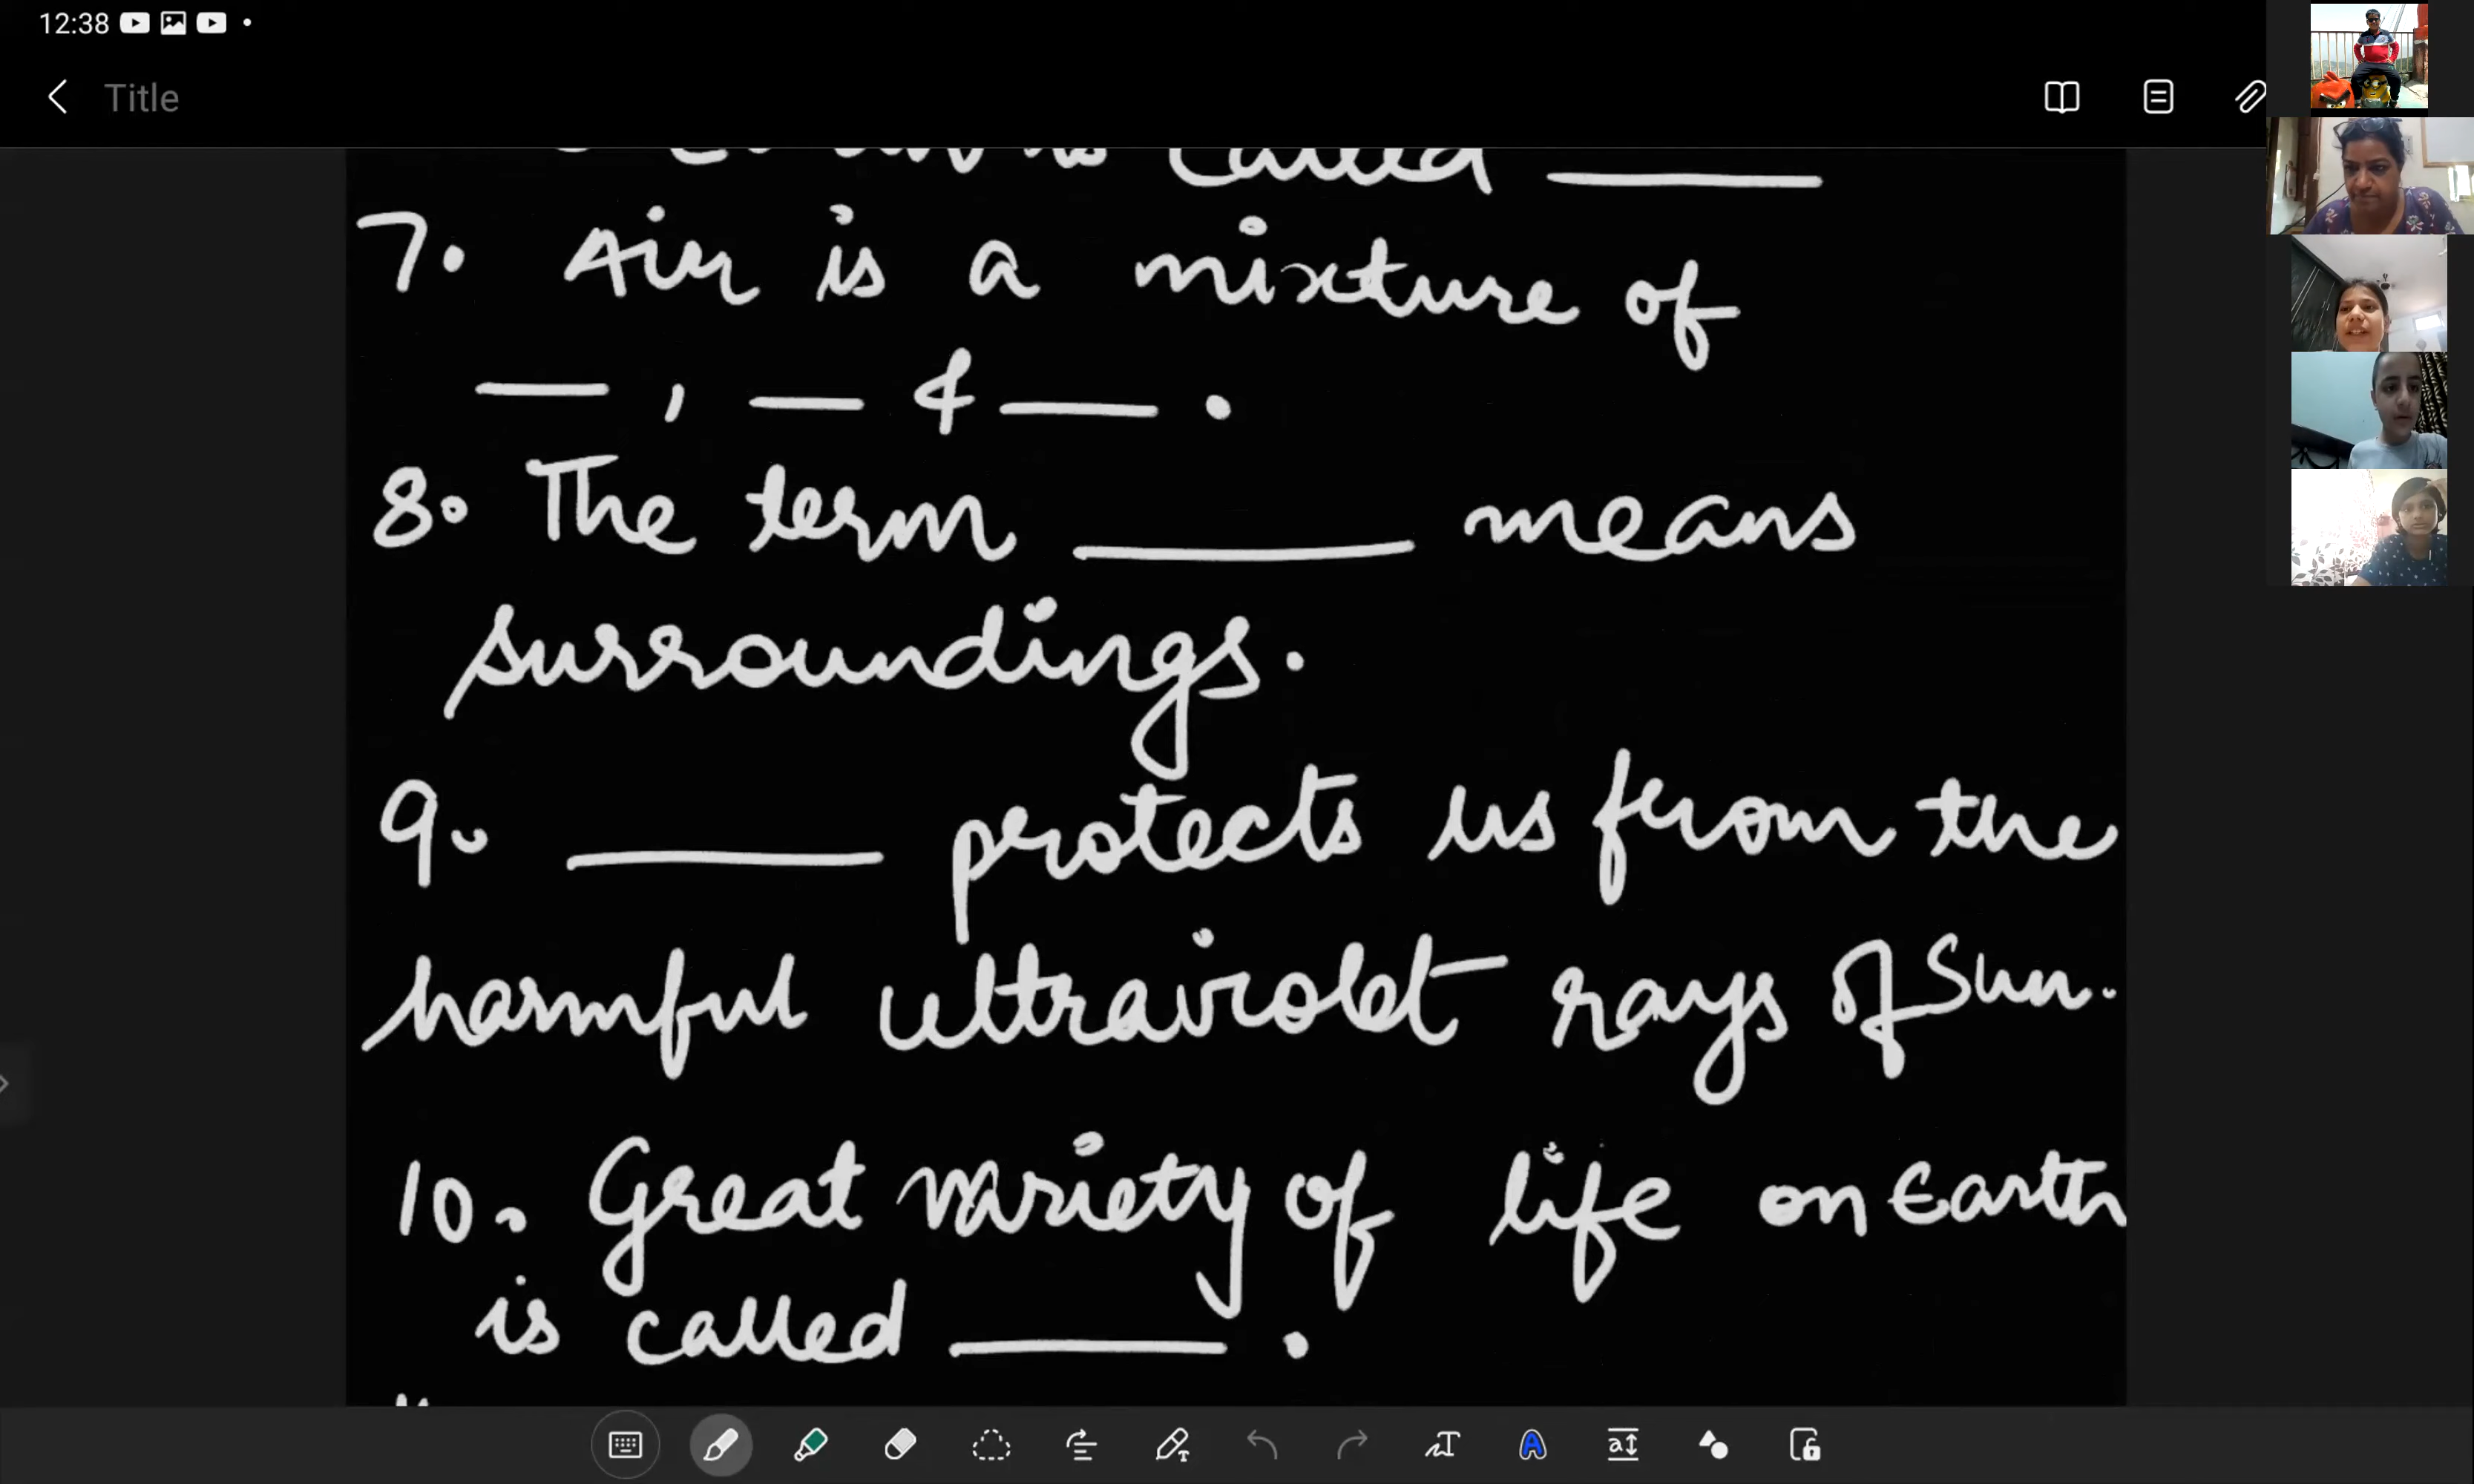 12:38
Title
called ______
7. Air is a mixture of
__ , __ & __ .
8. The term ______ means
surroundings.
9. ______ protects us from the
harmful ultraviolet rays of Sun.
10. Great variety of life on Earth
is called ______ .